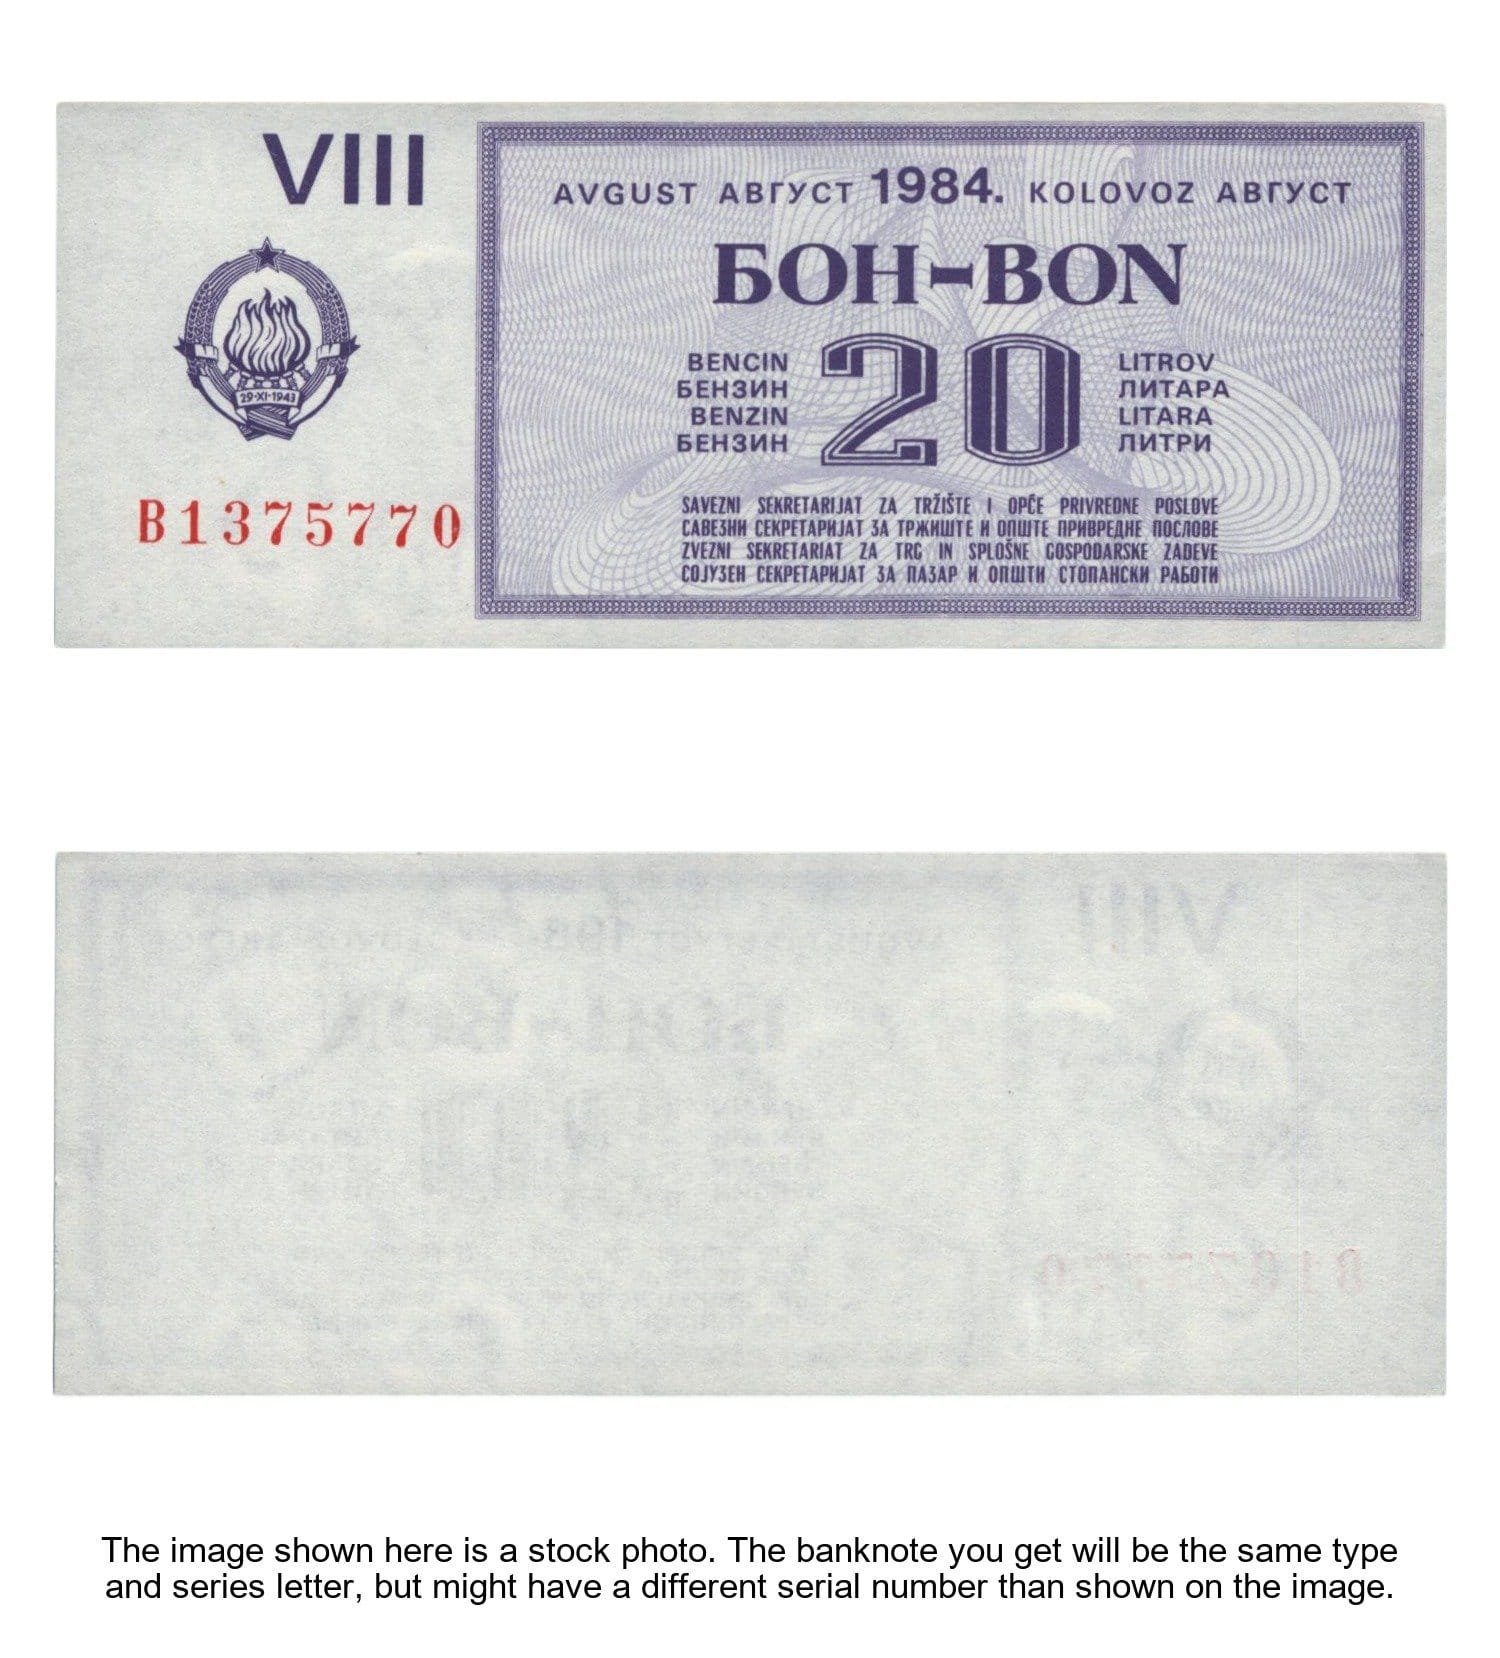 VIII
AVGUST АВГУСТ 1984. KOLOVOZ АВГУСТ
БОН-BON
BENCIN 20 LITROV
БЕНЗИН ЛИТАРА
BENZIN LITARA
БЕНЗИН ЛИТРИ
29·XI·1943
B1375770
SAVEZNI SEKRETARIJAT ZA TRŽIŠTE I OPĆE PRIVREDNE POSLOVE
САВЕЗНИ СЕКРЕТАРИЈАТ ЗА ТРЖИШТЕ И ОПШТЕ ПРИВРЕДНЕ ПОСЛОВЕ
ZVEZNI SEKRETARIAT ZA TRG IN SPLOŠNE GOSPODARSKE ZADEVE
СОЈУЗЕН СЕКРЕТАРИЈАТ ЗА ПАЗАР И ОПШТИ СТОПАНСКИ РАБОТИ
The image shown here is a stock photo. The banknote you get will be the same type
and series letter, but might have a different serial number than shown on the image.